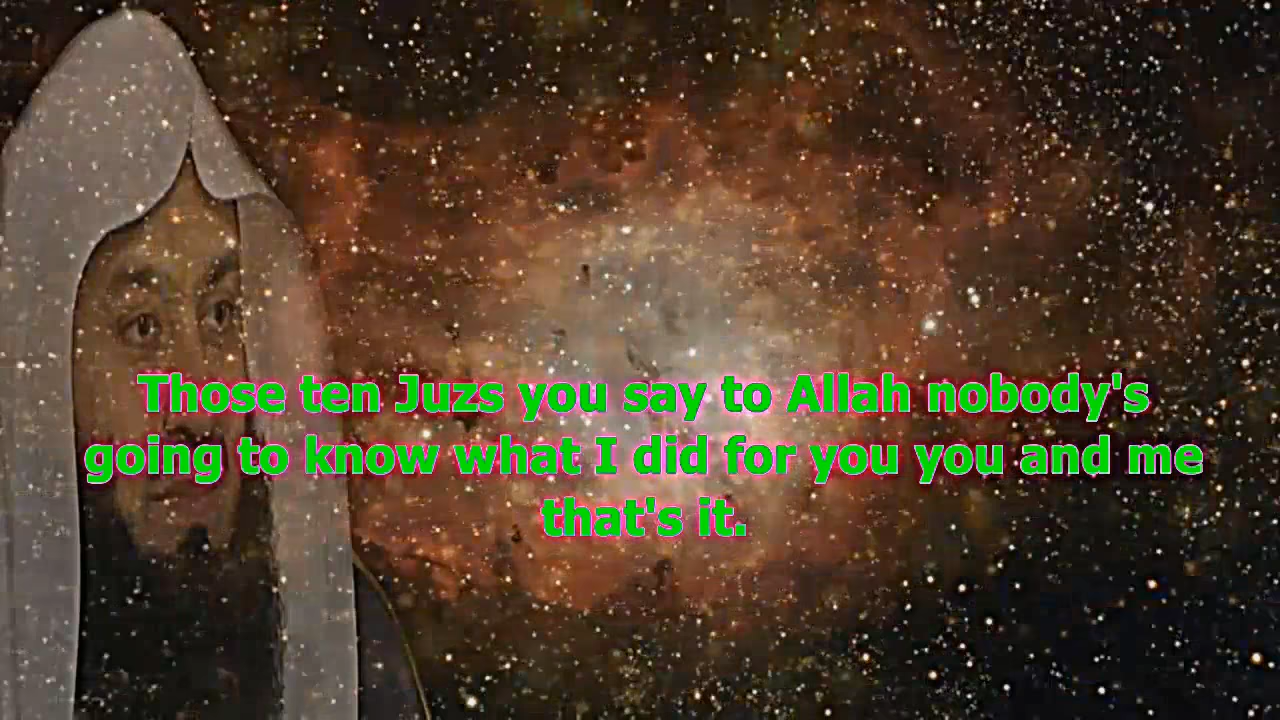 Those ten Juzs you say to Allah nobody's
going to know what I did for you you and me
that's it.